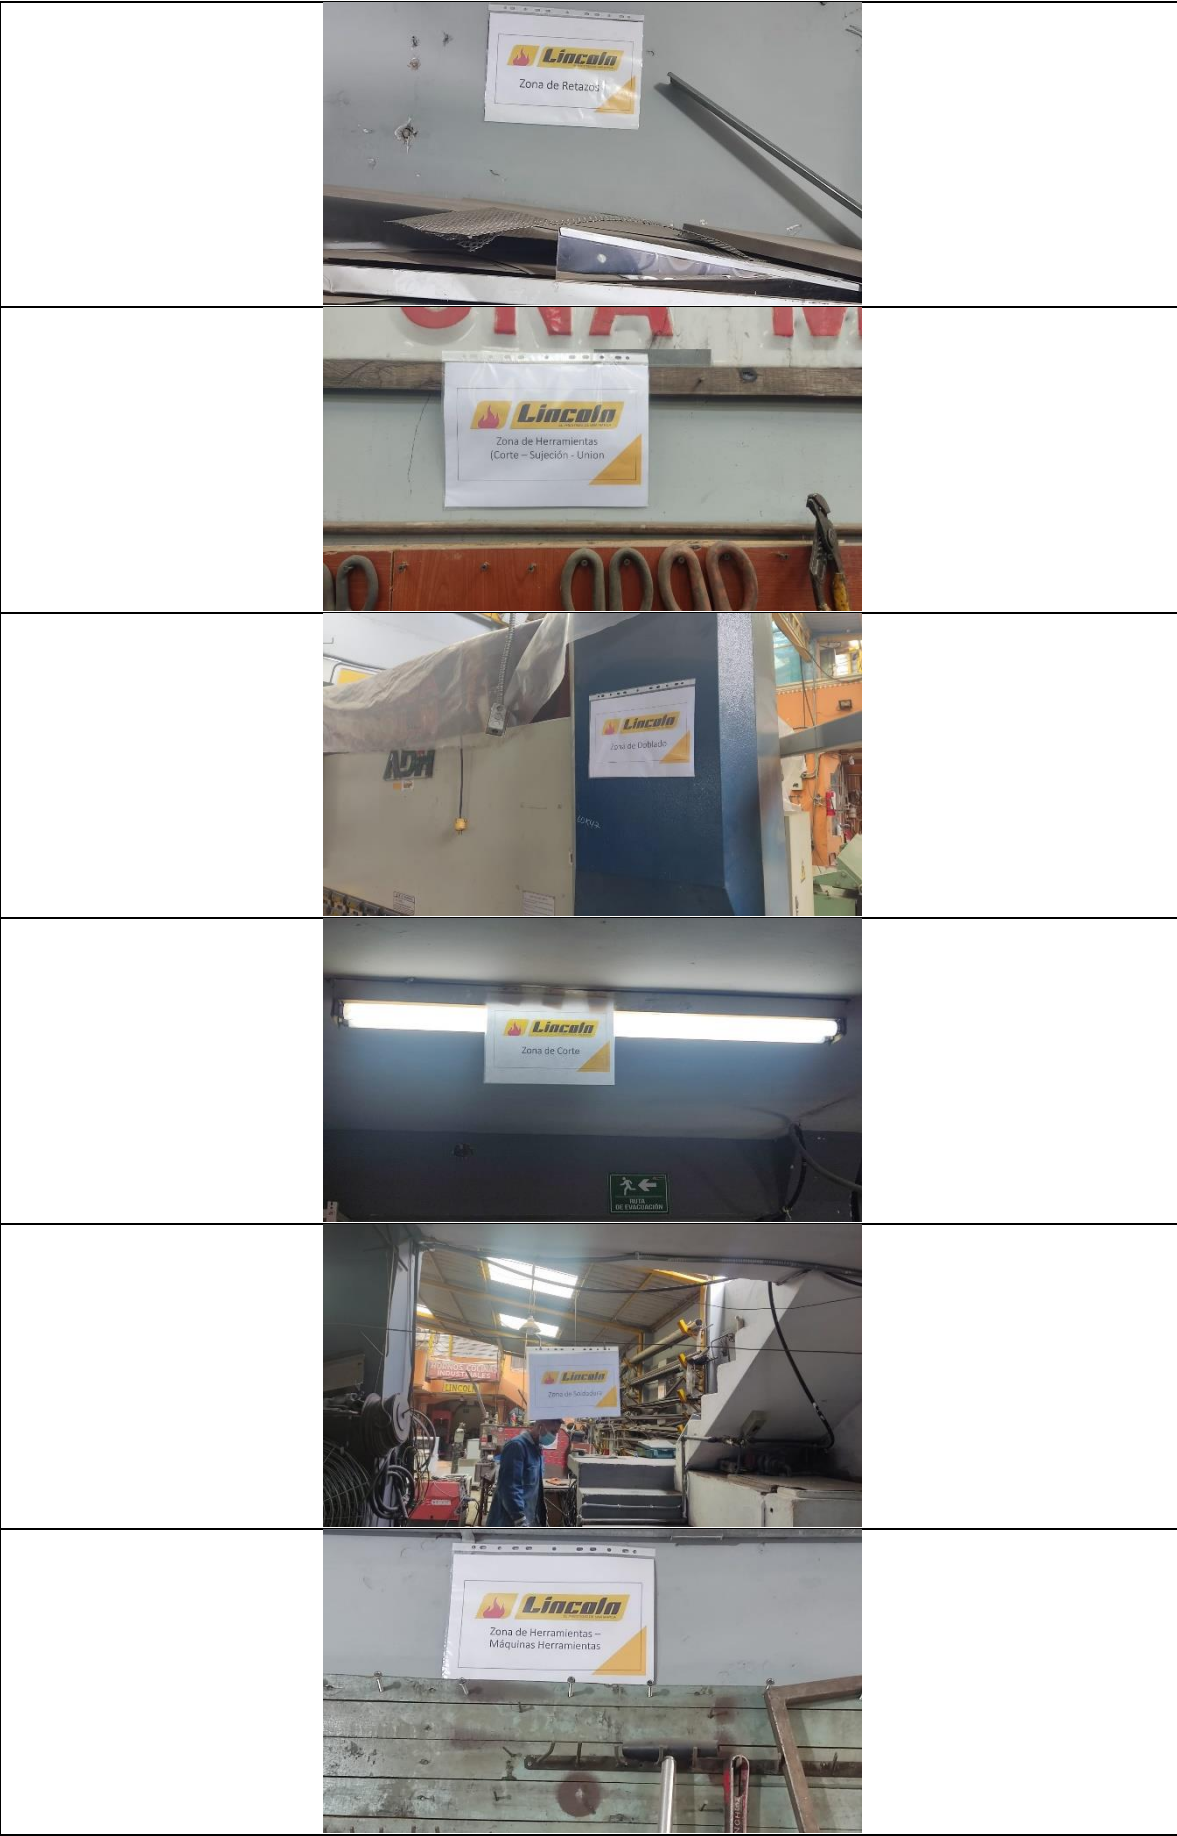 Lincoln
Zona de Retazos
Lincoln
Zona de Herramientas
(Corte – Sujeción - Union
ADH
Lincoln
Zona de Doblado
Lincoln
Zona de Corte
RUTA
DE EVACUACIÓN
INDUSTRIALES
LINCOLN
Lincoln
Zona de Soldadura
Lincoln
Zona de Herramientas –
Máquinas Herramientas